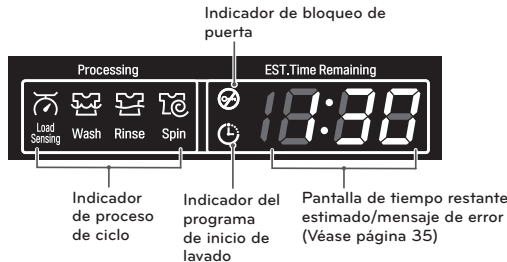 Indicador de bloqueo de
puerta
Processing
EST.Time Remaining
Load
Sensing
Wash
Rinse
Spin
1:30
Indicador
de proceso
de ciclo
Indicador del
programa
de inicio de
lavado
Pantalla de tiempo restante
estimado/mensaje de error
(Véase página 35)